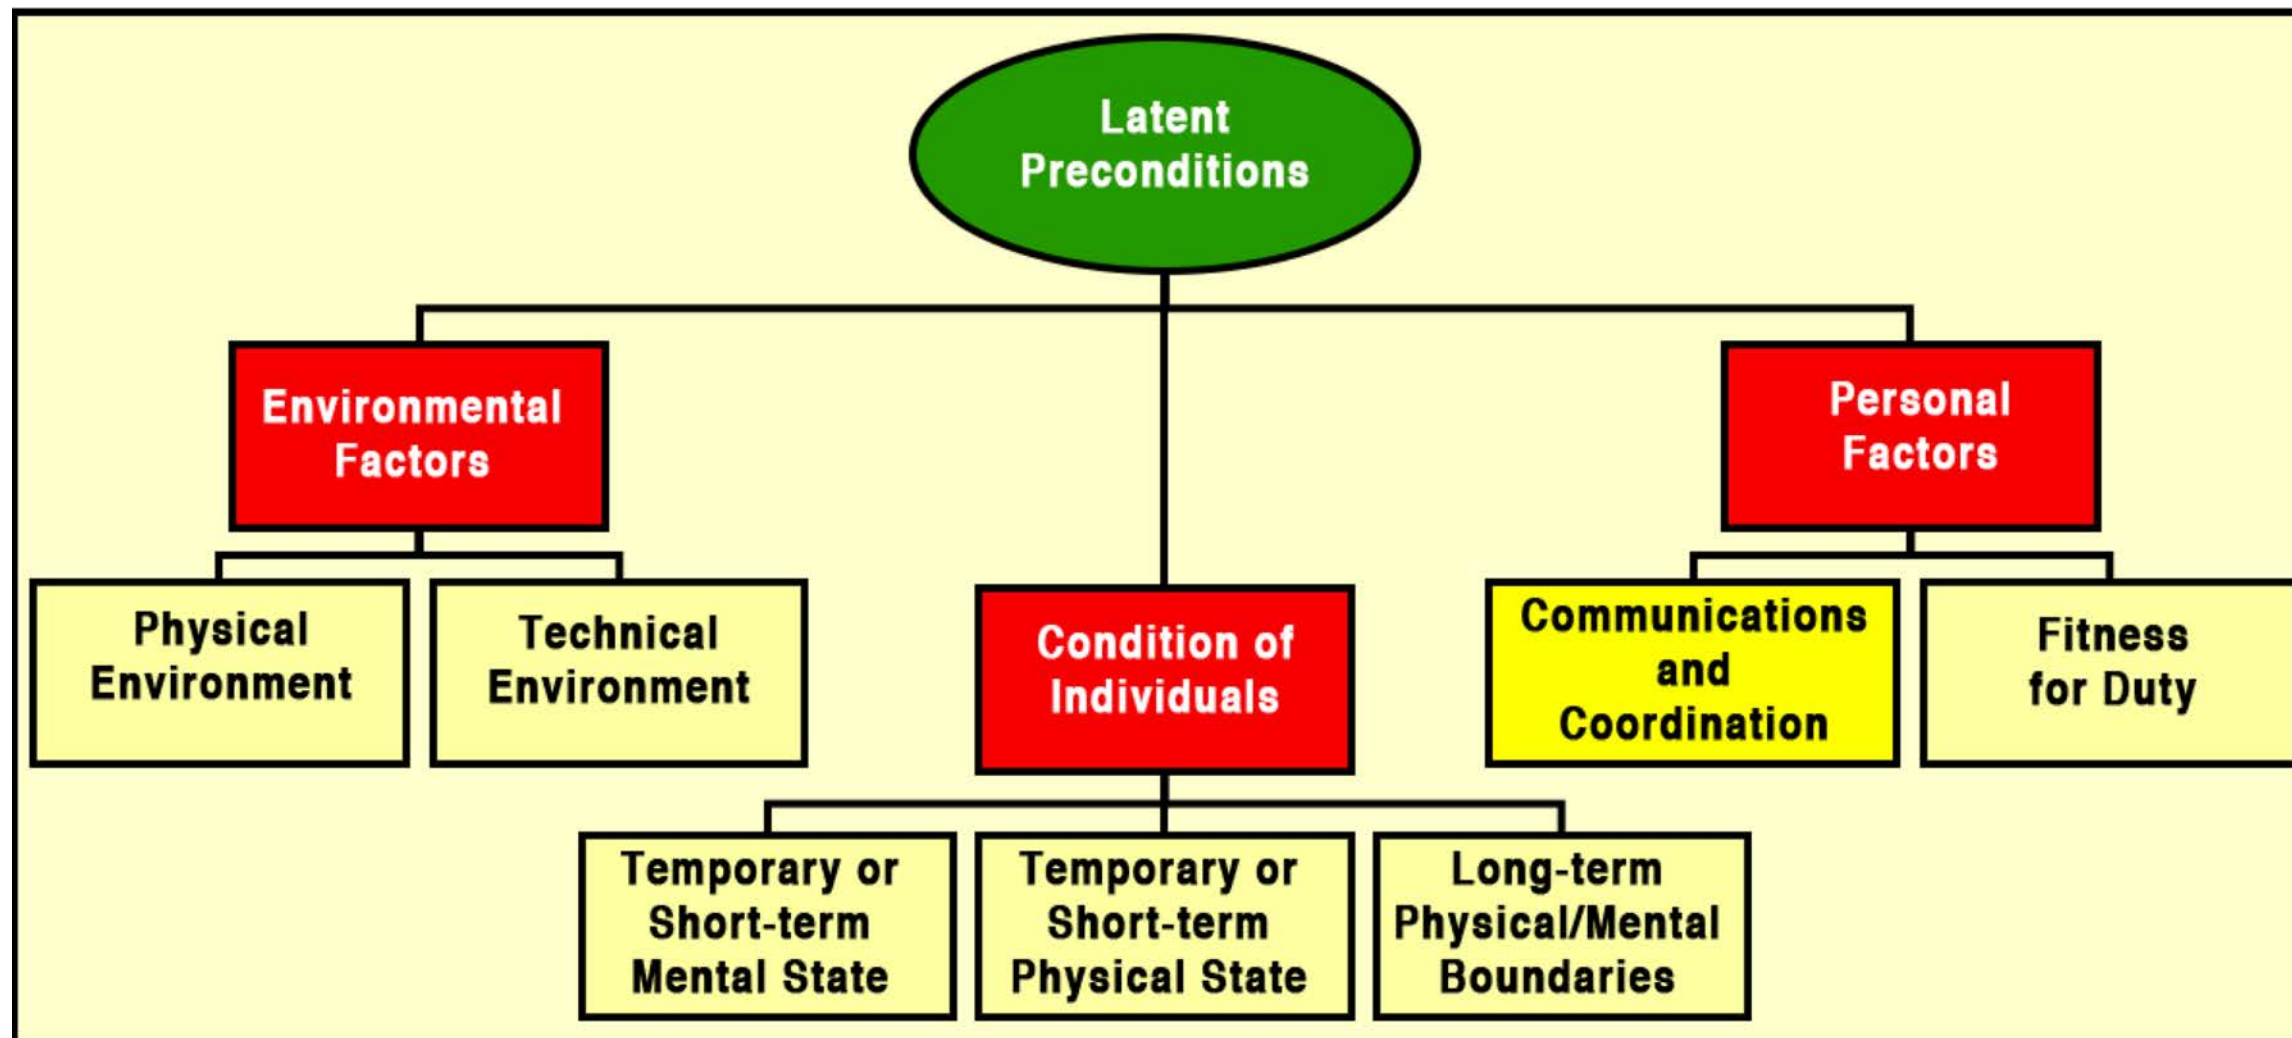 Latent
Preconditions
Environmental
Factors
Personal
Factors
Physical
Environment
Technical
Environment
Condition of
Individuals
Communications
and
Coordination
Fitness
for Duty
Temporary or
Short-term
Mental State
Temporary or
Short-term
Physical State
Long-term
Physical/Mental
Boundaries